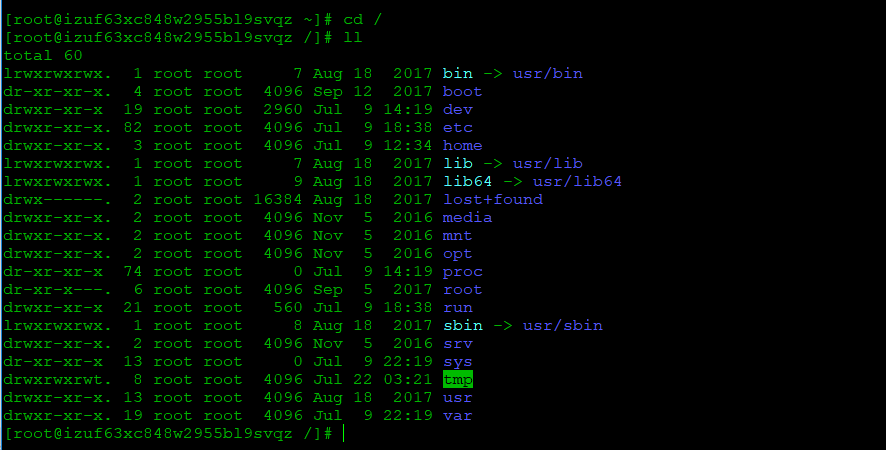 [root@izuf63xc848w2955bl9svqz ~]# cd /
[root@izuf63xc848w2955bl9svqz /]# ll
total 60
lrwxrwxrwx.  1 root root     7 Aug 18  2017 bin -> usr/bin
dr-xr-xr-x.  4 root root  4096 Sep 12  2017 boot
drwxr-xr-x  19 root root  2960 Jul  9 14:19 dev
drwxr-xr-x. 82 root root  4096 Jul  9 18:38 etc
drwxr-xr-x.  3 root root  4096 Jul  9 12:34 home
lrwxrwxrwx.  1 root root     7 Aug 18  2017 lib -> usr/lib
lrwxrwxrwx.  1 root root     9 Aug 18  2017 lib64 -> usr/lib64
drwx------.  2 root root 16384 Aug 18  2017 lost+found
drwxr-xr-x.  2 root root  4096 Nov  5  2016 media
drwxr-xr-x.  2 root root  4096 Nov  5  2016 mnt
drwxr-xr-x.  2 root root  4096 Nov  5  2016 opt
dr-xr-xr-x  74 root root     0 Jul  9 14:19 proc
dr-xr-x---.  6 root root  4096 Sep  5  2017 root
drwxr-xr-x  21 root root   560 Jul  9 18:38 run
lrwxrwxrwx.  1 root root     8 Aug 18  2017 sbin -> usr/sbin
drwxr-xr-x.  2 root root  4096 Nov  5  2016 srv
dr-xr-xr-x  13 root root     0 Jul  9 22:19 sys
drwxrwxrwt.  8 root root  4096 Jul 22 03:21 tmp
drwxr-xr-x. 13 root root  4096 Aug 18  2017 usr
drwxr-xr-x. 19 root root  4096 Jul  9 22:19 var
[root@izuf63xc848w2955bl9svqz /]#